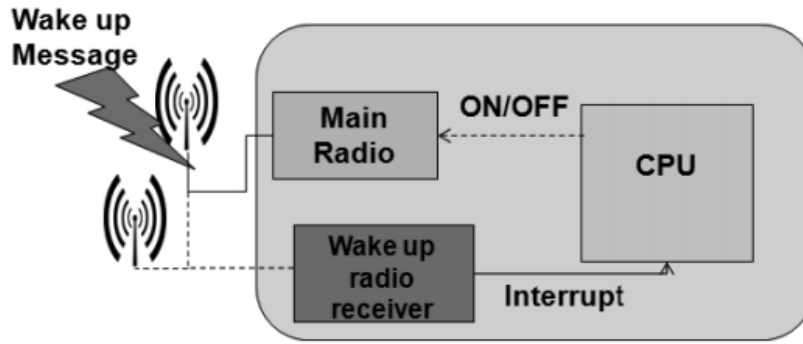 Wake up
Message
Main
Radio
ON/OFF
CPU
Wake up
radio
receiver
Interrupt